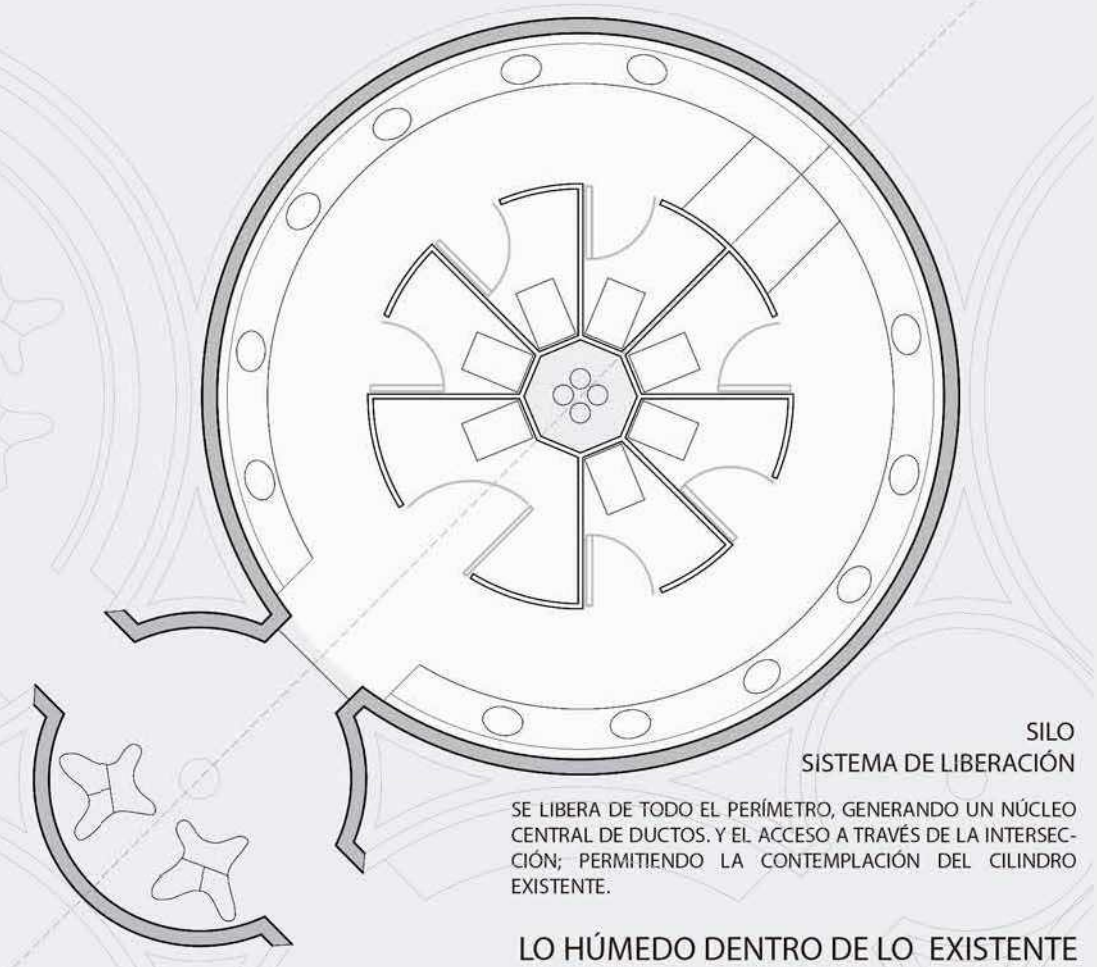 SILO
SISTEMA DE LIBERACIÓN
SE LIBERA DE TODO EL PERÍMETRO, GENERANDO UN NÚCLEO
CENTRAL DE DUCTOS. Y EL ACCESO A TRAVÉS DE LA INTERSEC-
CIÓN; PERMITIENDO LA CONTEMPLACIÓN DEL CILINDRO
EXISTENTE.
LO HÚMEDO DENTRO DE LO EXISTENTE